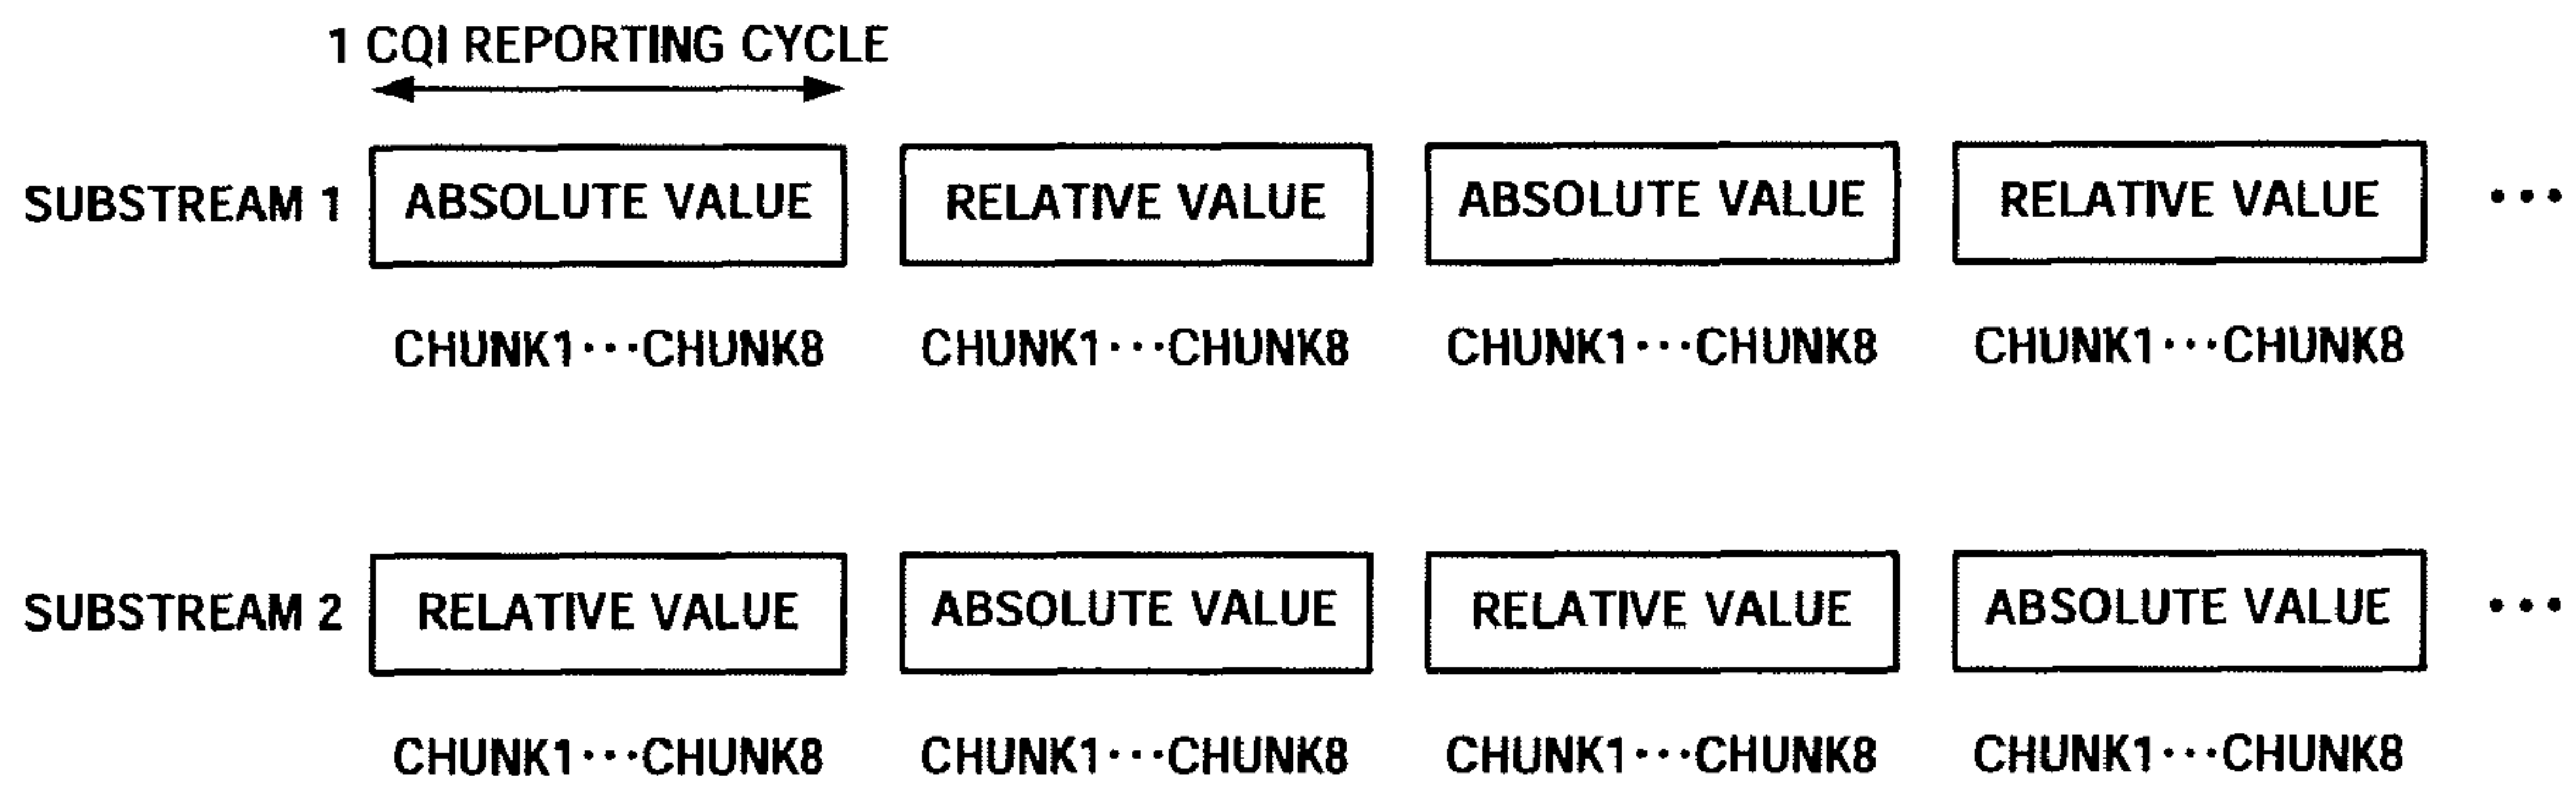 1 CQI REPORTING CYCLE
SUBSTREAM 1 ABSOLUTE VALUE RELATIVE VALUE ABSOLUTE VALUE RELATIVE VALUE ···
CHUNK1···CHUNK8 CHUNK1···CHUNK8 CHUNK1···CHUNK8 CHUNK1···CHUNK8
SUBSTREAM 2 RELATIVE VALUE ABSOLUTE VALUE RELATIVE VALUE ABSOLUTE VALUE ···
CHUNK1···CHUNK8 CHUNK1···CHUNK8 CHUNK1···CHUNK8 CHUNK1···CHUNK8